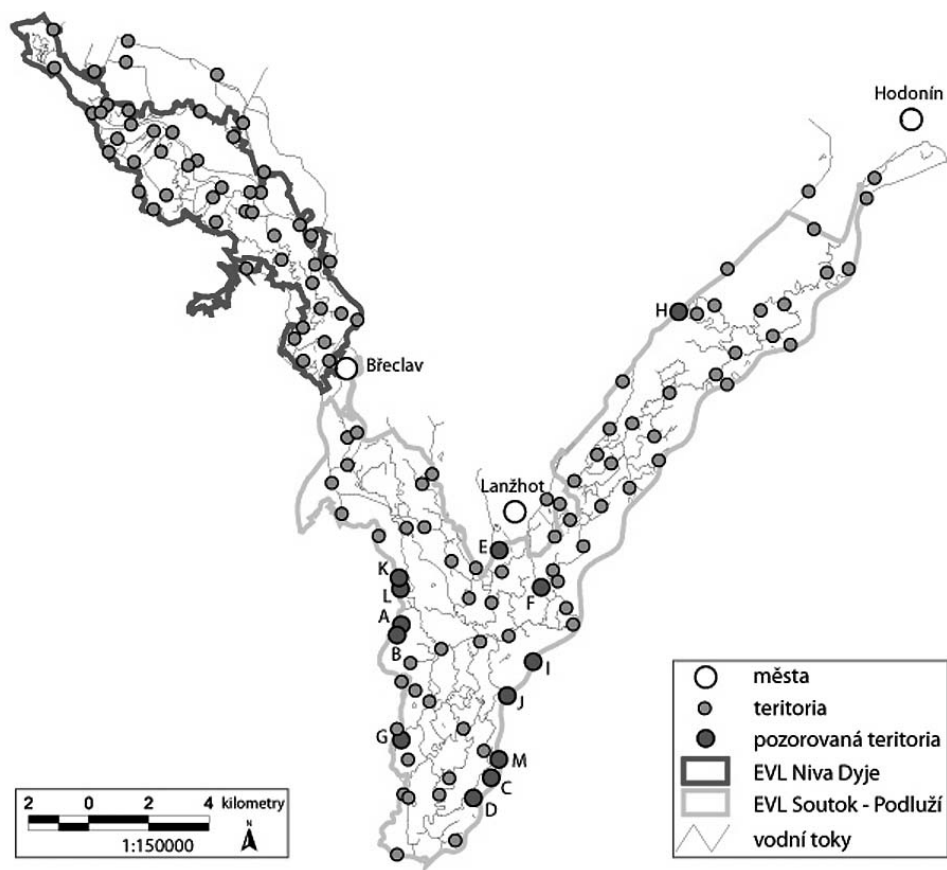 Hodonín
H
Břeclav
Lanžhot
E
K
L
F
A
B
I
J
G
M
C
D
města
teritoria
pozorovaná teritoria
EVL Niva Dyje
EVL Soutok - Podluží
vodní toky
2 0 2 4 kilometry
N
1:150000